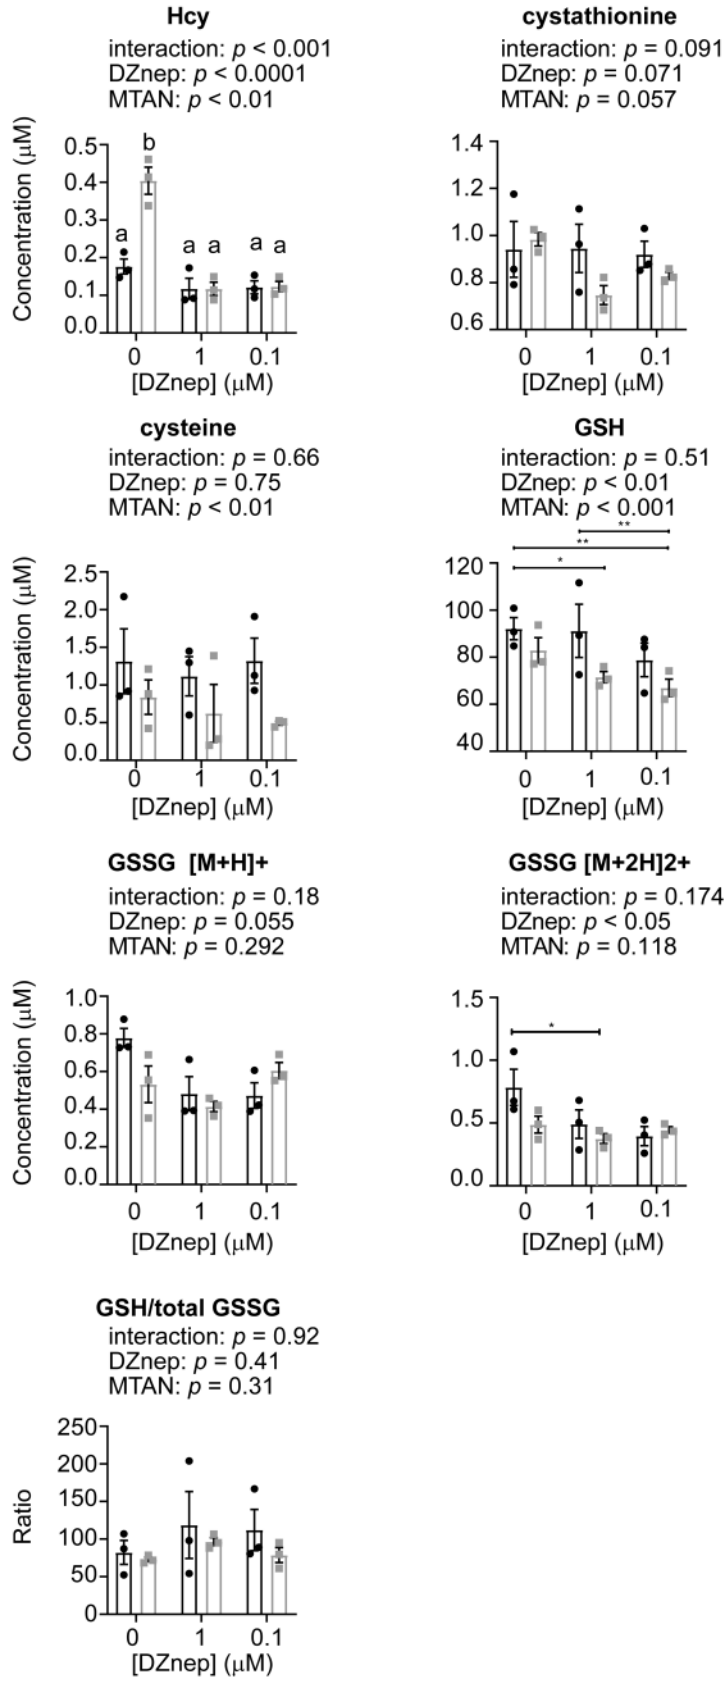 Hcy
interaction: p < 0.001
DZnep: p < 0.0001
MTAN: p < 0.01
Concentration (μM)
0.5
0.4
0.3
0.2
0.1
0.0
a
b
a
a
a
a
0
1
0.1
[DZnep] (μM)
cystathionine
interaction: p = 0.091
DZnep: p = 0.071
MTAN: p = 0.057
1.4
1.2
1.0
0.8
0.6
0
1
0.1
[DZnep] (μM)
cysteine
interaction: p = 0.66
DZnep: p = 0.75
MTAN: p < 0.01
Concentration (μM)
2.5
2.0
1.5
1.0
0.5
0.0
0
1
0.1
[DZnep] (μM)
GSH
interaction: p = 0.51
DZnep: p < 0.01
MTAN: p < 0.001
**
**
*
120
100
80
60
40
0
1
0.1
[DZnep] (μM)
GSSG [M+H]+
interaction: p = 0.18
DZnep: p = 0.055
MTAN: p = 0.292
Concentration (μM)
1.0
0.8
0.6
0.4
0.2
0.0
0
1
0.1
[DZnep] (μM)
GSSG [M+2H]2+
interaction: p = 0.174
DZnep: p < 0.05
MTAN: p = 0.118
*
1.5
1.0
0.5
0.0
0
1
0.1
[DZnep] (μM)
GSH/total GSSG
interaction: p = 0.92
DZnep: p = 0.41
MTAN: p = 0.31
Ratio
250
200
150
100
50
0
0
1
0.1
[DZnep] (μM)